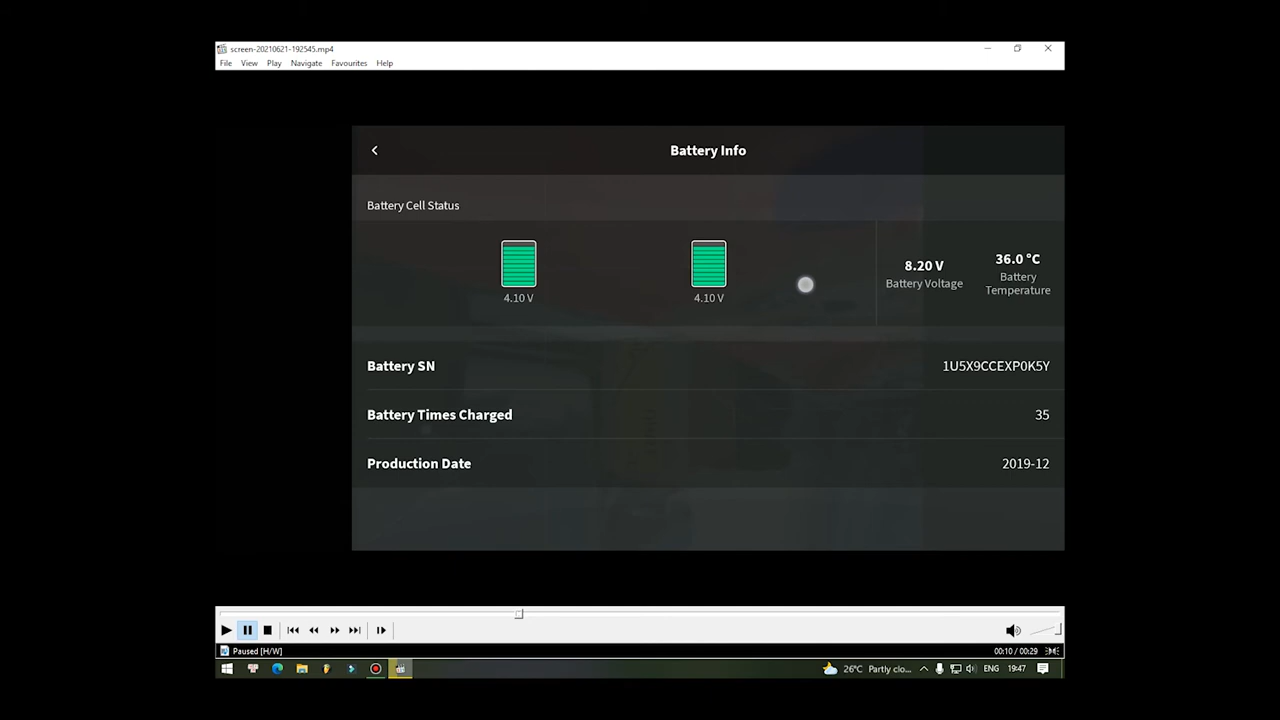 screen-20210621-192545.mp4
File View Play Navigate Favourites Help
Battery Info
Battery Cell Status
4.10 V
4.10 V
8.20 V
Battery Voltage
36.0 °C
Battery
Temperature
Battery SN 1U5X9CCEXP0K5Y
Battery Times Charged 35
Production Date 2019-12
Paused [H/W] 00:10 / 00:29
26°C Partly clo... ENG 19:47